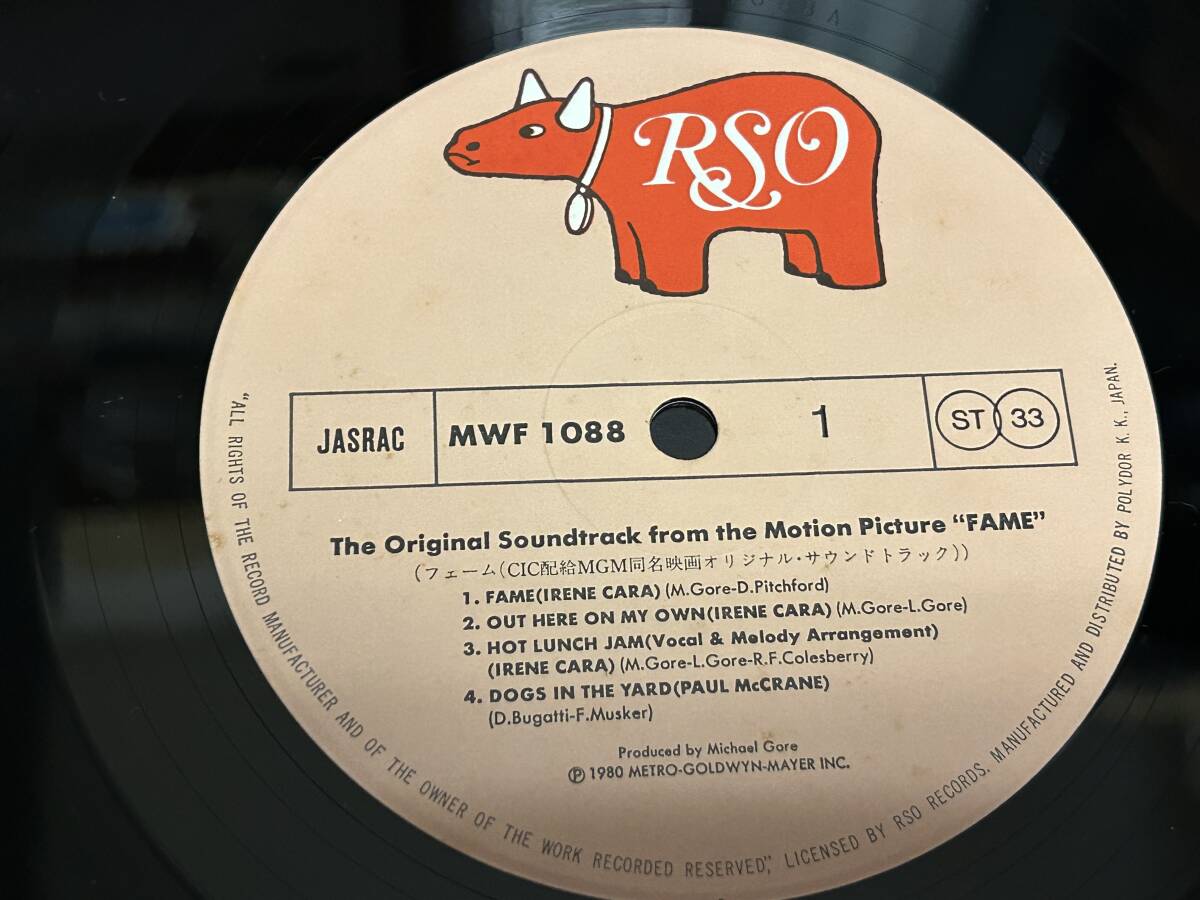 RSO
JASRAC
MWF 1088
1
ST 33
The Original Soundtrack from the Motion Picture “FAME”
(フェーム(CIC配給MGM同名映画オリジナル・サウンドトラック))
1. FAME(IRENE CARA) (M.Gore-D.Pitchford)
2. OUT HERE ON MY OWN(IRENE CARA) (M.Gore-L.Gore)
3. HOT LUNCH JAM(Vocal & Melody Arrangement)
(IRENE CARA) (M.Gore-L.Gore-R.F.Colesberry)
4. DOGS IN THE YARD(PAUL McCRANE)
(D.Bugatti-F.Musker)
Produced by Michael Gore
Ⓟ 1980 METRO-GOLDWYN-MAYER INC.
“ALL RIGHTS OF THE RECORD MANUFACTURER AND OF THE OWNER OF THE WORK RECORDED RESERVED”, LICENSED BY RSO RECORDS. MANUFACTURED AND DISTRIBUTED BY POLYDOR K. K., JAPAN.